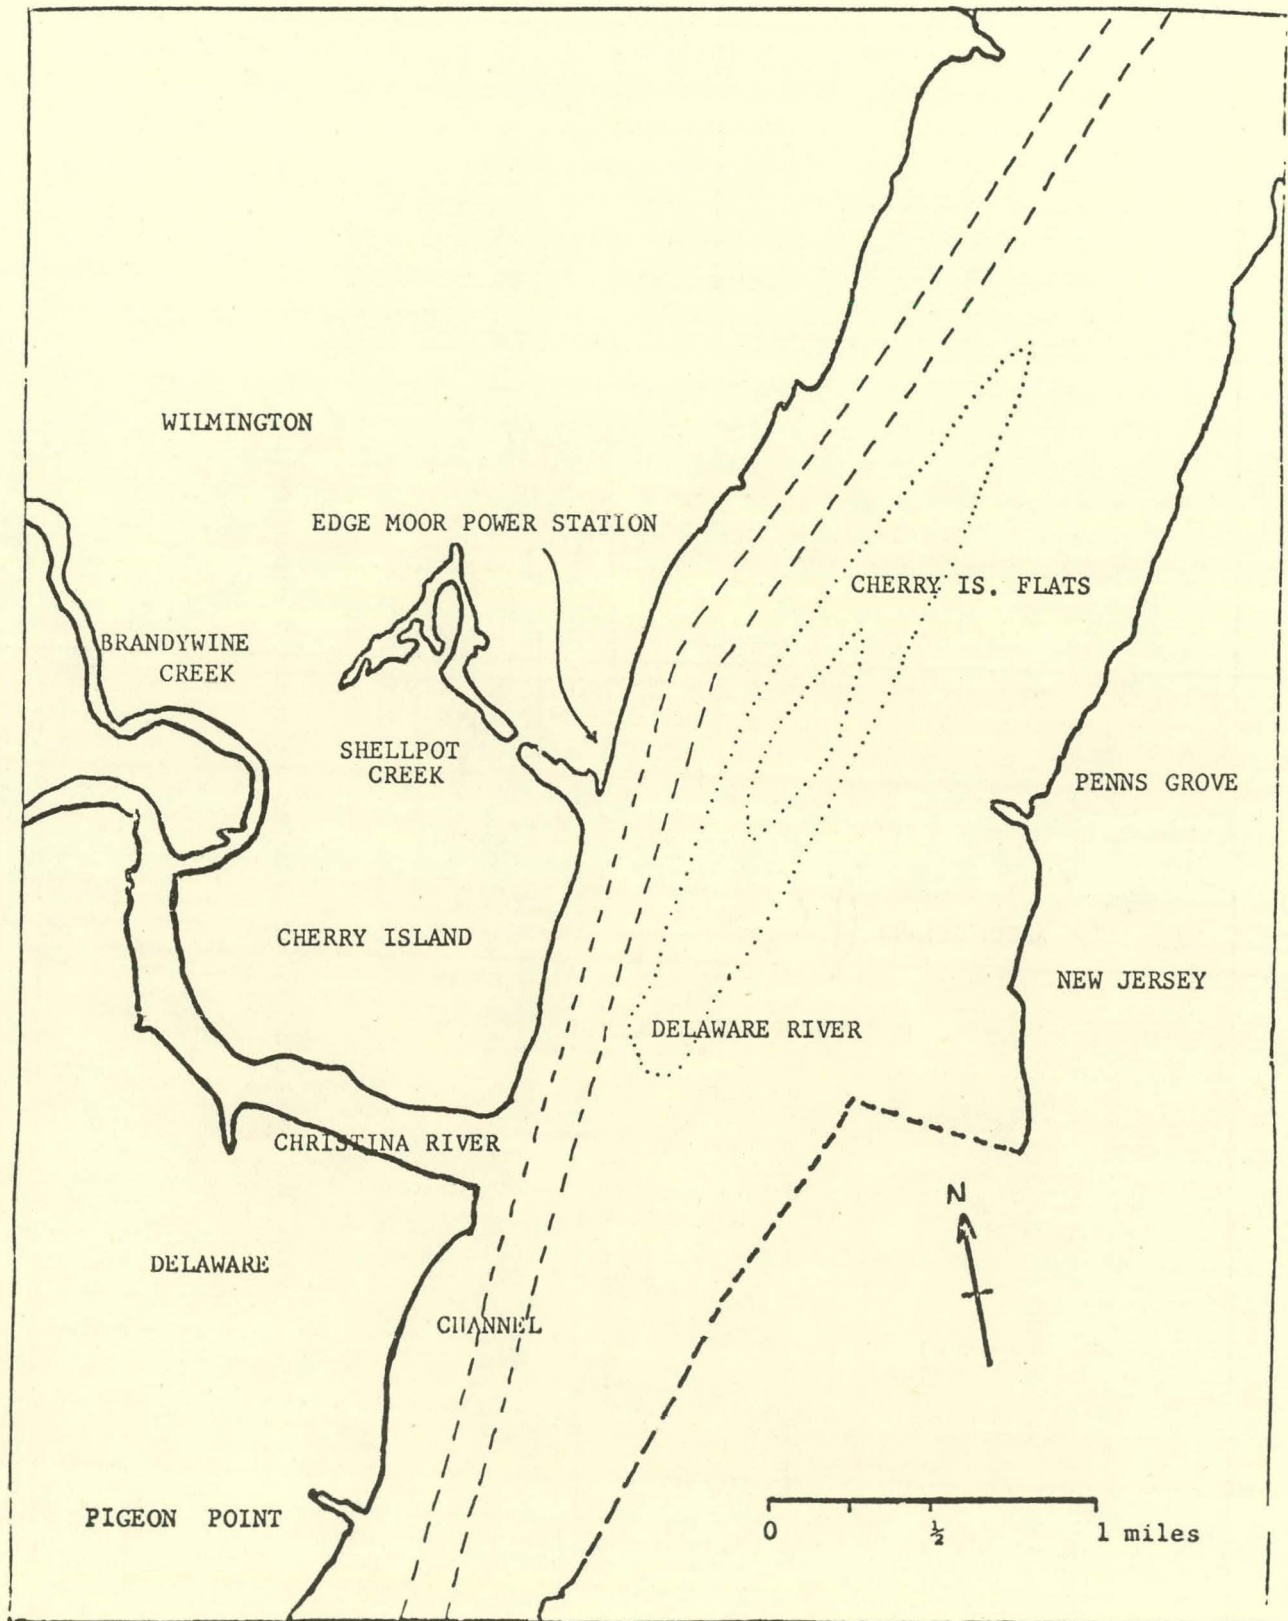 WILMINGTON
EDGE MOOR POWER STATION
CHERRY IS. FLATS
BRANDYWINE
CREEK
SHELLPOT
CREEK
PENNS GROVE
CHERRY ISLAND
NEW JERSEY
DELAWARE RIVER
CHRISTINA RIVER
N
DELAWARE
CHANNEL
PIGEON POINT
0 ½ 1 miles